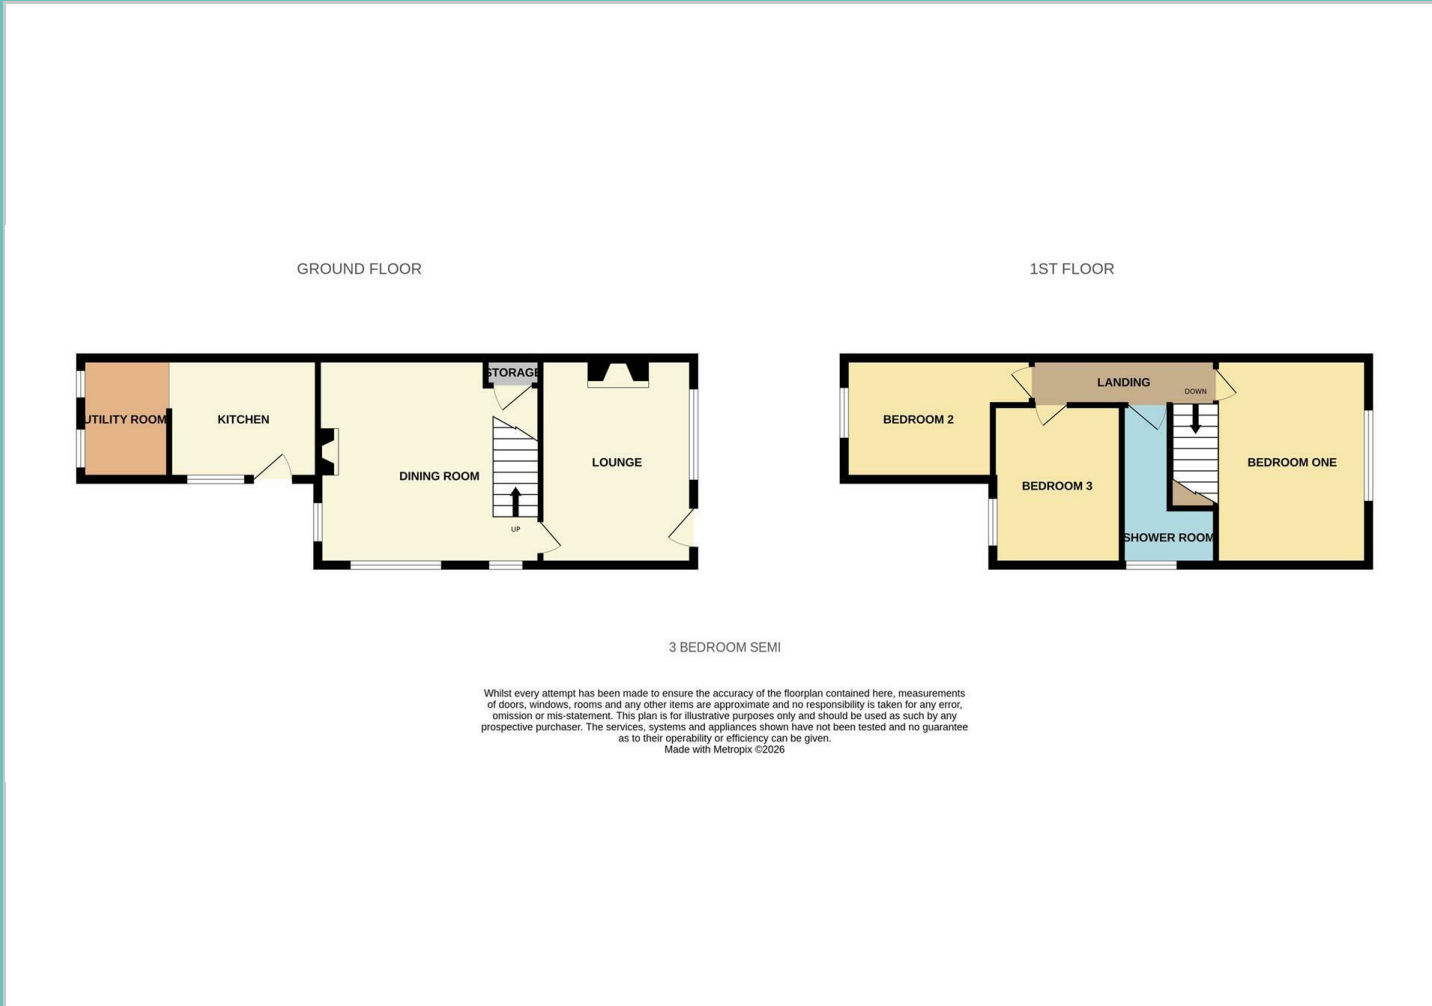 GROUND FLOOR
1ST FLOOR
STORAGE
UTILITY ROOM
KITCHEN
DINING ROOM
LOUNGE
UP
LANDING
DOWN
BEDROOM 2
BEDROOM ONE
BEDROOM 3
SHOWER ROOM
3 BEDROOM SEMI
Whilst every attempt has been made to ensure the accuracy of the floorplan contained here, measurements
of doors, windows, rooms and any other items are approximate and no responsibility is taken for any error,
omission or mis-statement. This plan is for illustrative purposes only and should be used as such by any
prospective purchaser. The services, systems and appliances shown have not been tested and no guarantee
as to their operability or efficiency can be given.
Made with Metropix ©2026